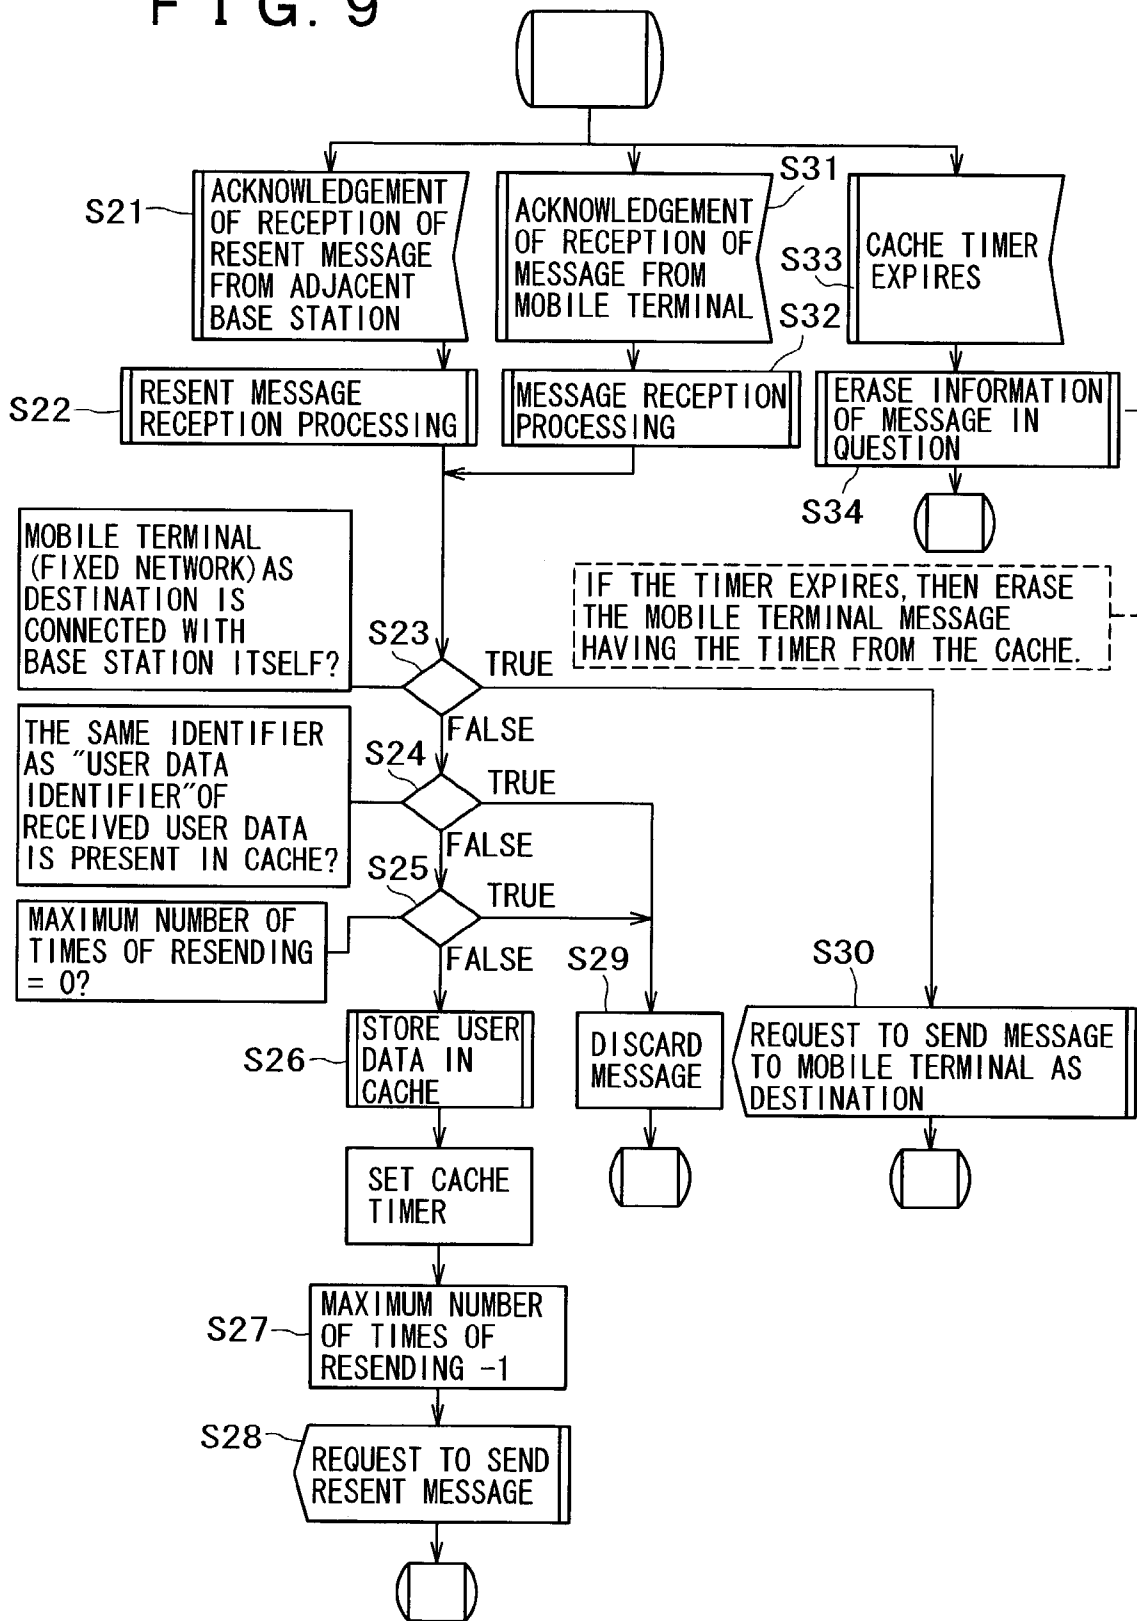 FIG. 9
S21
ACKNOWLEDGEMENT
OF RECEPTION OF
RESENT MESSAGE
FROM ADJACENT
BASE STATION
S31
ACKNOWLEDGEMENT
OF RECEPTION OF
MESSAGE FROM
MOBILE TERMINAL
S33
CACHE TIMER
EXPIRES
S22
RESENT MESSAGE
RECEPTION PROCESSING
S32
MESSAGE RECEPTION
PROCESSING
ERASE INFORMATION
OF MESSAGE IN
QUESTION
S34
IF THE TIMER EXPIRES, THEN ERASE
THE MOBILE TERMINAL MESSAGE
HAVING THE TIMER FROM THE CACHE.
MOBILE TERMINAL
(FIXED NETWORK) AS
DESTINATION IS
CONNECTED WITH
BASE STATION ITSELF?
S23
TRUE
FALSE
THE SAME IDENTIFIER
AS "USER DATA
IDENTIFIER" OF
RECEIVED USER DATA
IS PRESENT IN CACHE?
S24
TRUE
FALSE
MAXIMUM NUMBER OF
TIMES OF RESENDING
= 0?
S25
TRUE
FALSE
S26
STORE USER
DATA IN
CACHE
S29
DISCARD
MESSAGE
S30
REQUEST TO SEND MESSAGE
TO MOBILE TERMINAL AS
DESTINATION
SET CACHE
TIMER
S27
MAXIMUM NUMBER
OF TIMES OF
RESENDING -1
S28
REQUEST TO SEND
RESENT MESSAGE